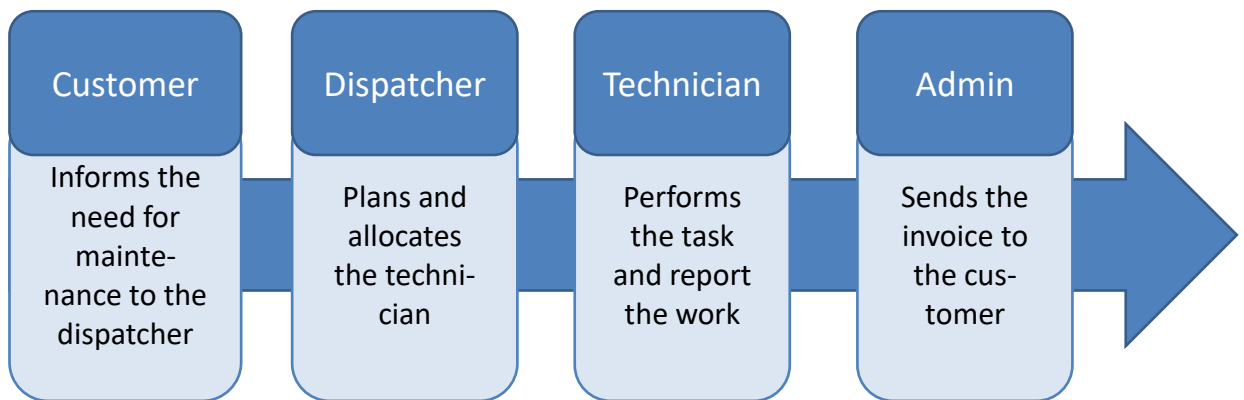 Customer
Informs the
need for
mainte-
nance to the
dispatcher
Dispatcher
Plans and
allocates
the techni-
cian
Technician
Performs
the task
and report
the work
Admin
Sends the
invoice to
the cus-
tomer